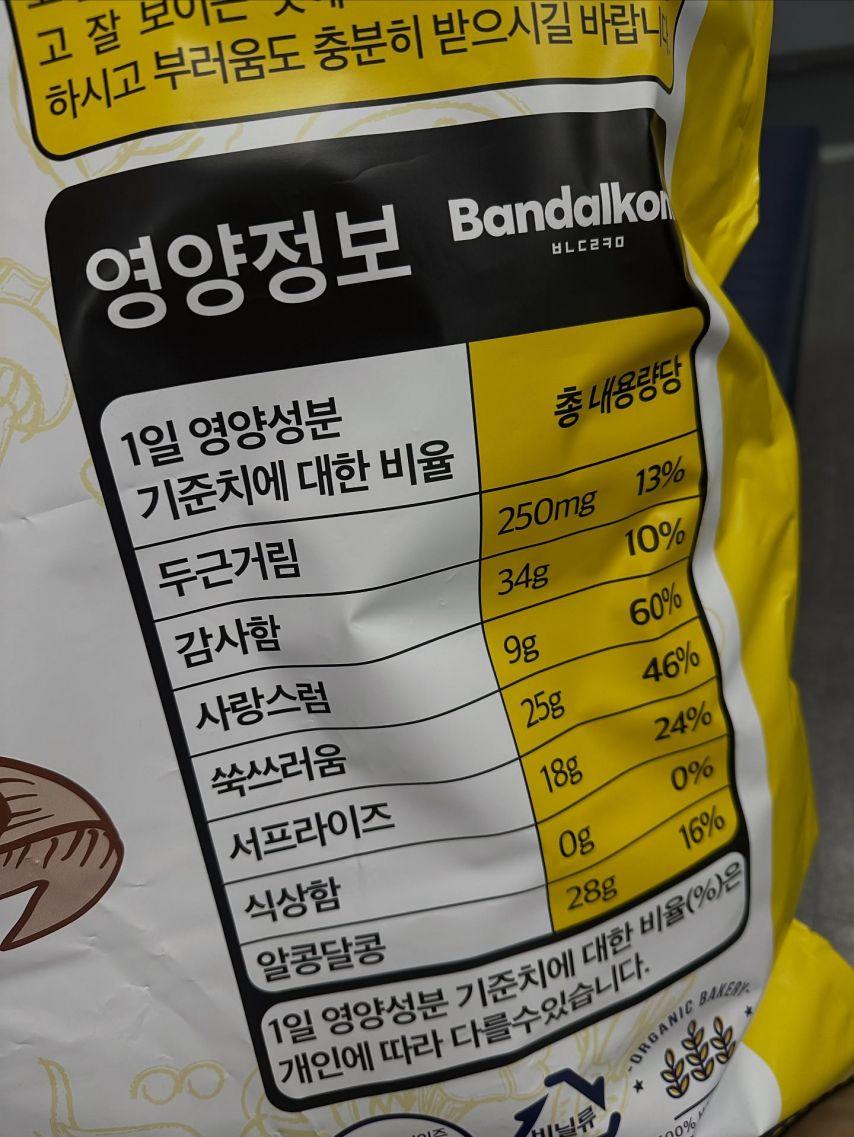 고 잘
하시고 부러움도 충분히 받으시길 바랍니다
영양정보
Bandalkom
ㅂㄴㄷㄹㅋㅁ
1일 영양성분
기준치에 대한 비율
총 내용량당
두근거림 250mg 13%
감사함 34g 10%
사랑스럼 9g 60%
쑥쓰러움 25g 46%
서프라이즈 18g 24%
식상함 0g 0%
알콩달콩 28g 16%
1일 영양성분 기준치에 대한 비율(%)은
개인에 따라 다를수있습니다.
ORGANIC BAKERY
비닐류